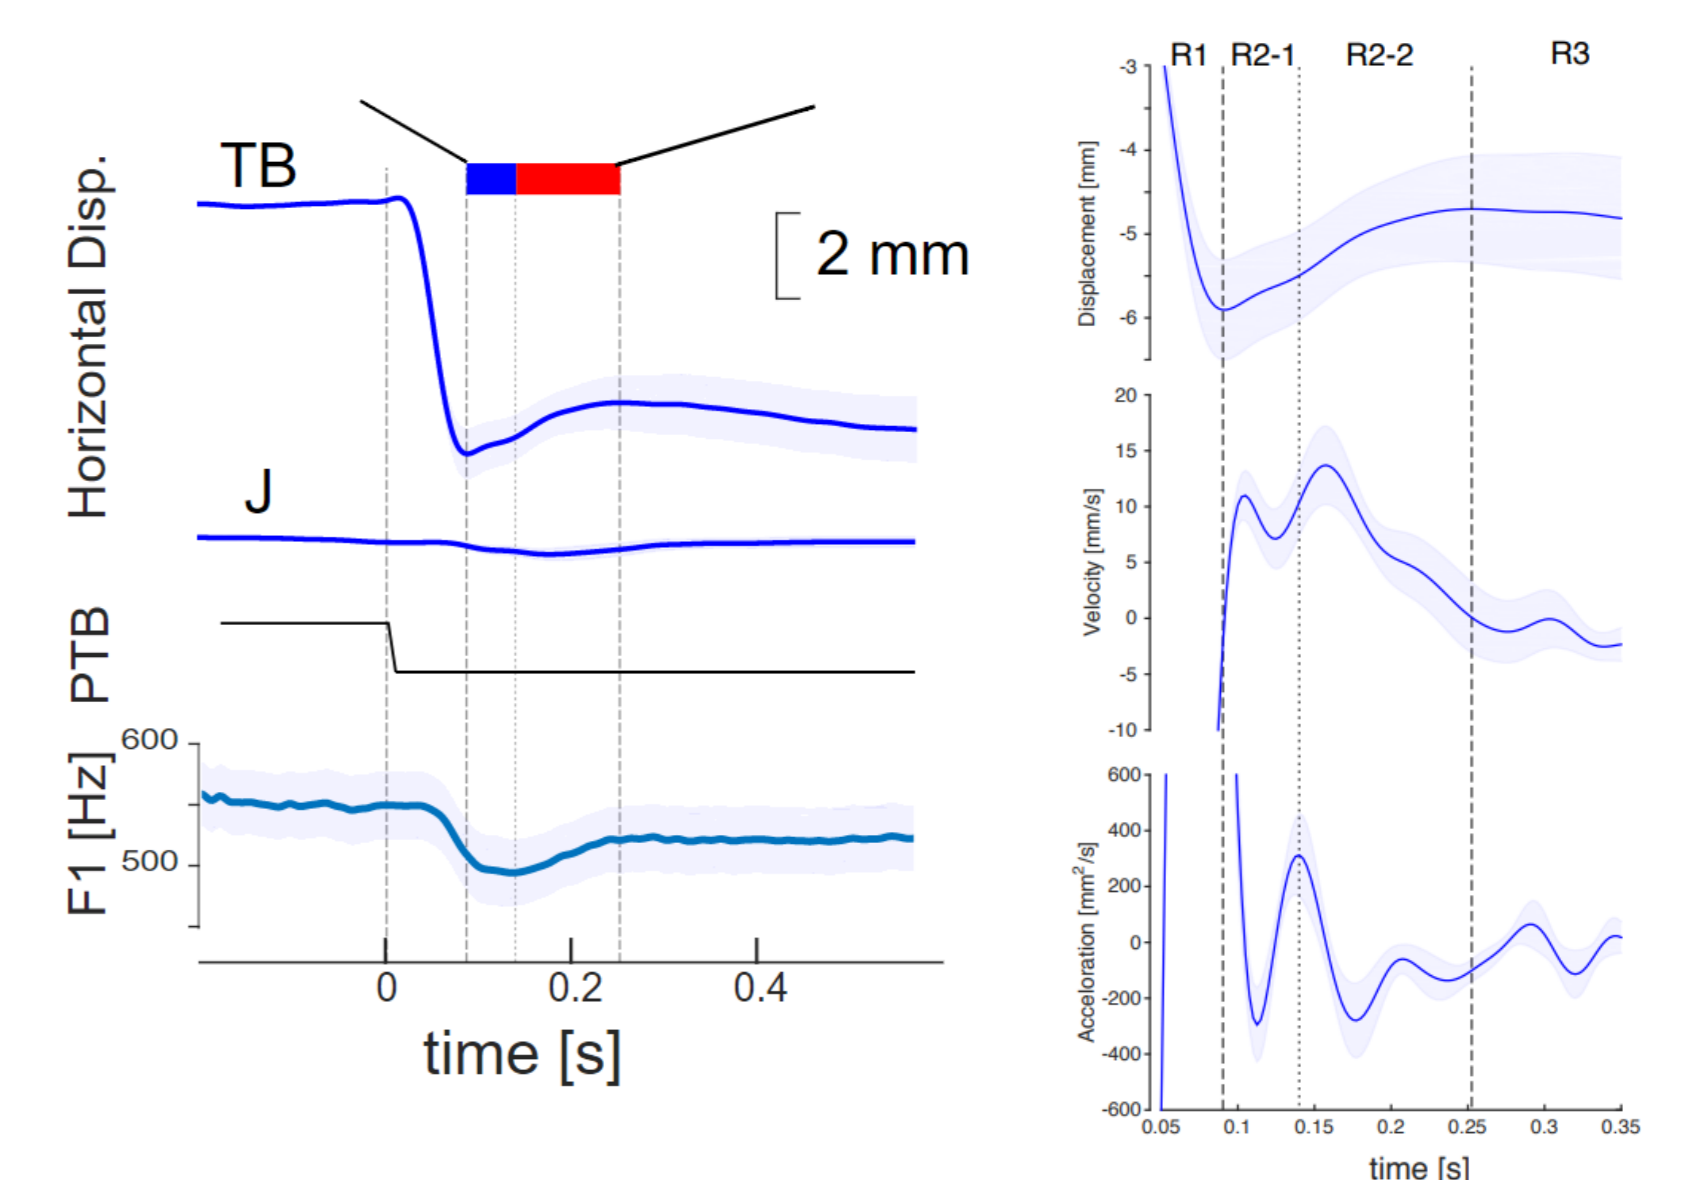 TB
2 mm
Horizontal Disp.
J
PTB
600
500
F1 [Hz]
0
0.2
0.4
time [s]
R1
R2-1
R2-2
R3
-3
-4
-5
-6
Displacement [mm]
20
15
10
5
0
-5
-10
Velocity [mm/s]
600
400
200
0
-200
-400
-600
Acceloration [mm²/s]
0.05
0.1
0.15
0.2
0.25
0.3
0.35
time [s]